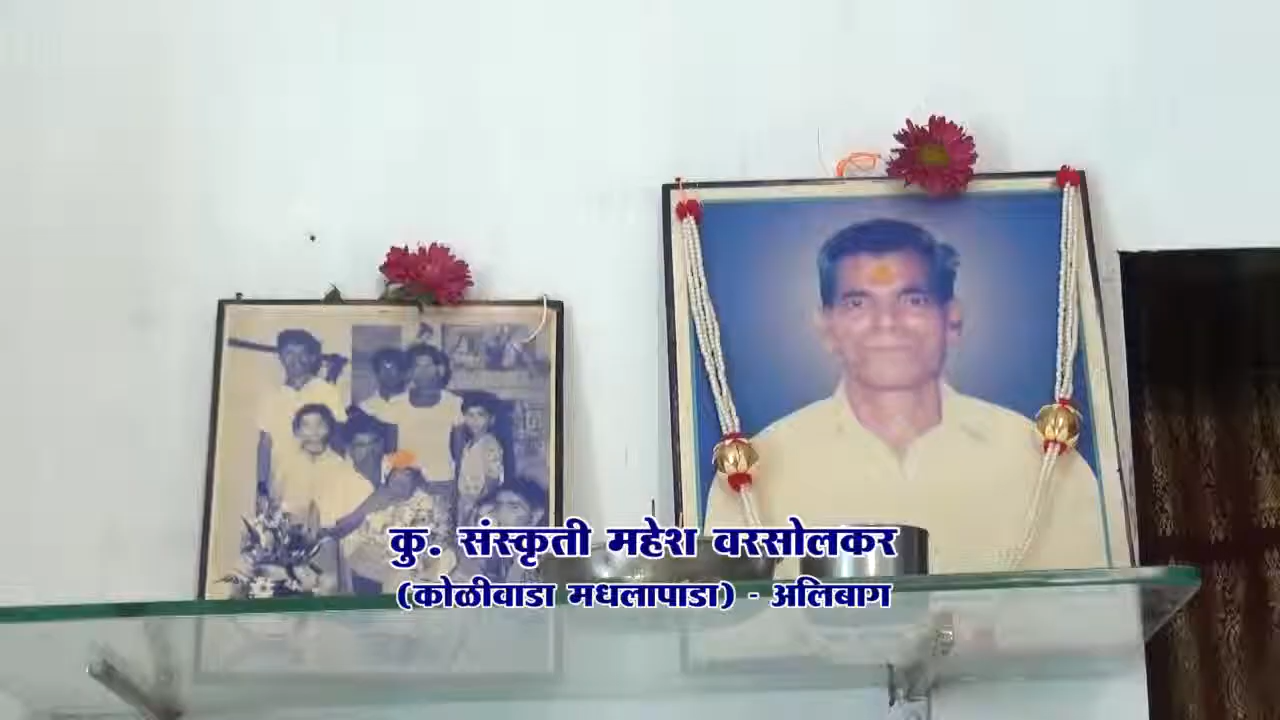 कु. संस्कृती महेश वरसोलकर
(कोळीवाडा मधलापाडा) - अलिबाग